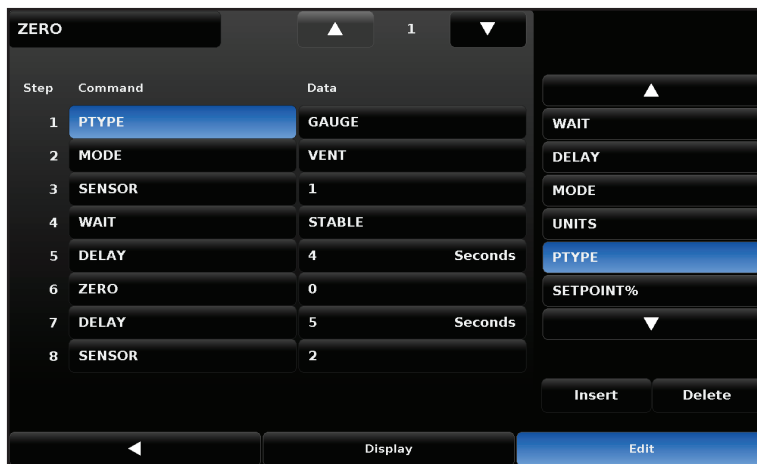 ZERO ▲ 1 ▼
Step Command Data
▲
1 PTYPE GAUGE
WAIT
2 MODE VENT
DELAY
3 SENSOR 1
MODE
4 WAIT STABLE
UNITS
5 DELAY 4 Seconds
PTYPE
6 ZERO 0
SETPOINT%
7 DELAY 5 Seconds
▼
8 SENSOR 2
Insert Delete
◀ Display Edit